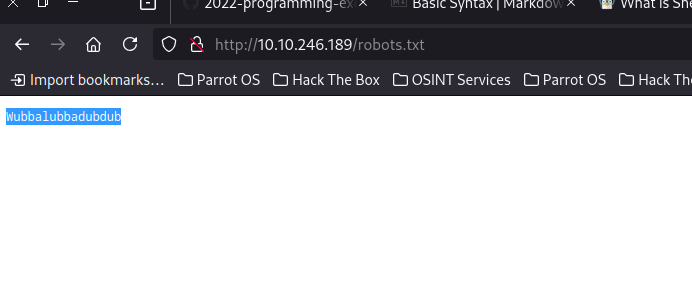 2022-programming-ex
Basic Syntax | Markdow
What is She
http://10.10.246.189/robots.txt
Import bookmarks... Parrot OS Hack The Box OSINT Services Parrot OS Hack The
Wubbalubbadubdub